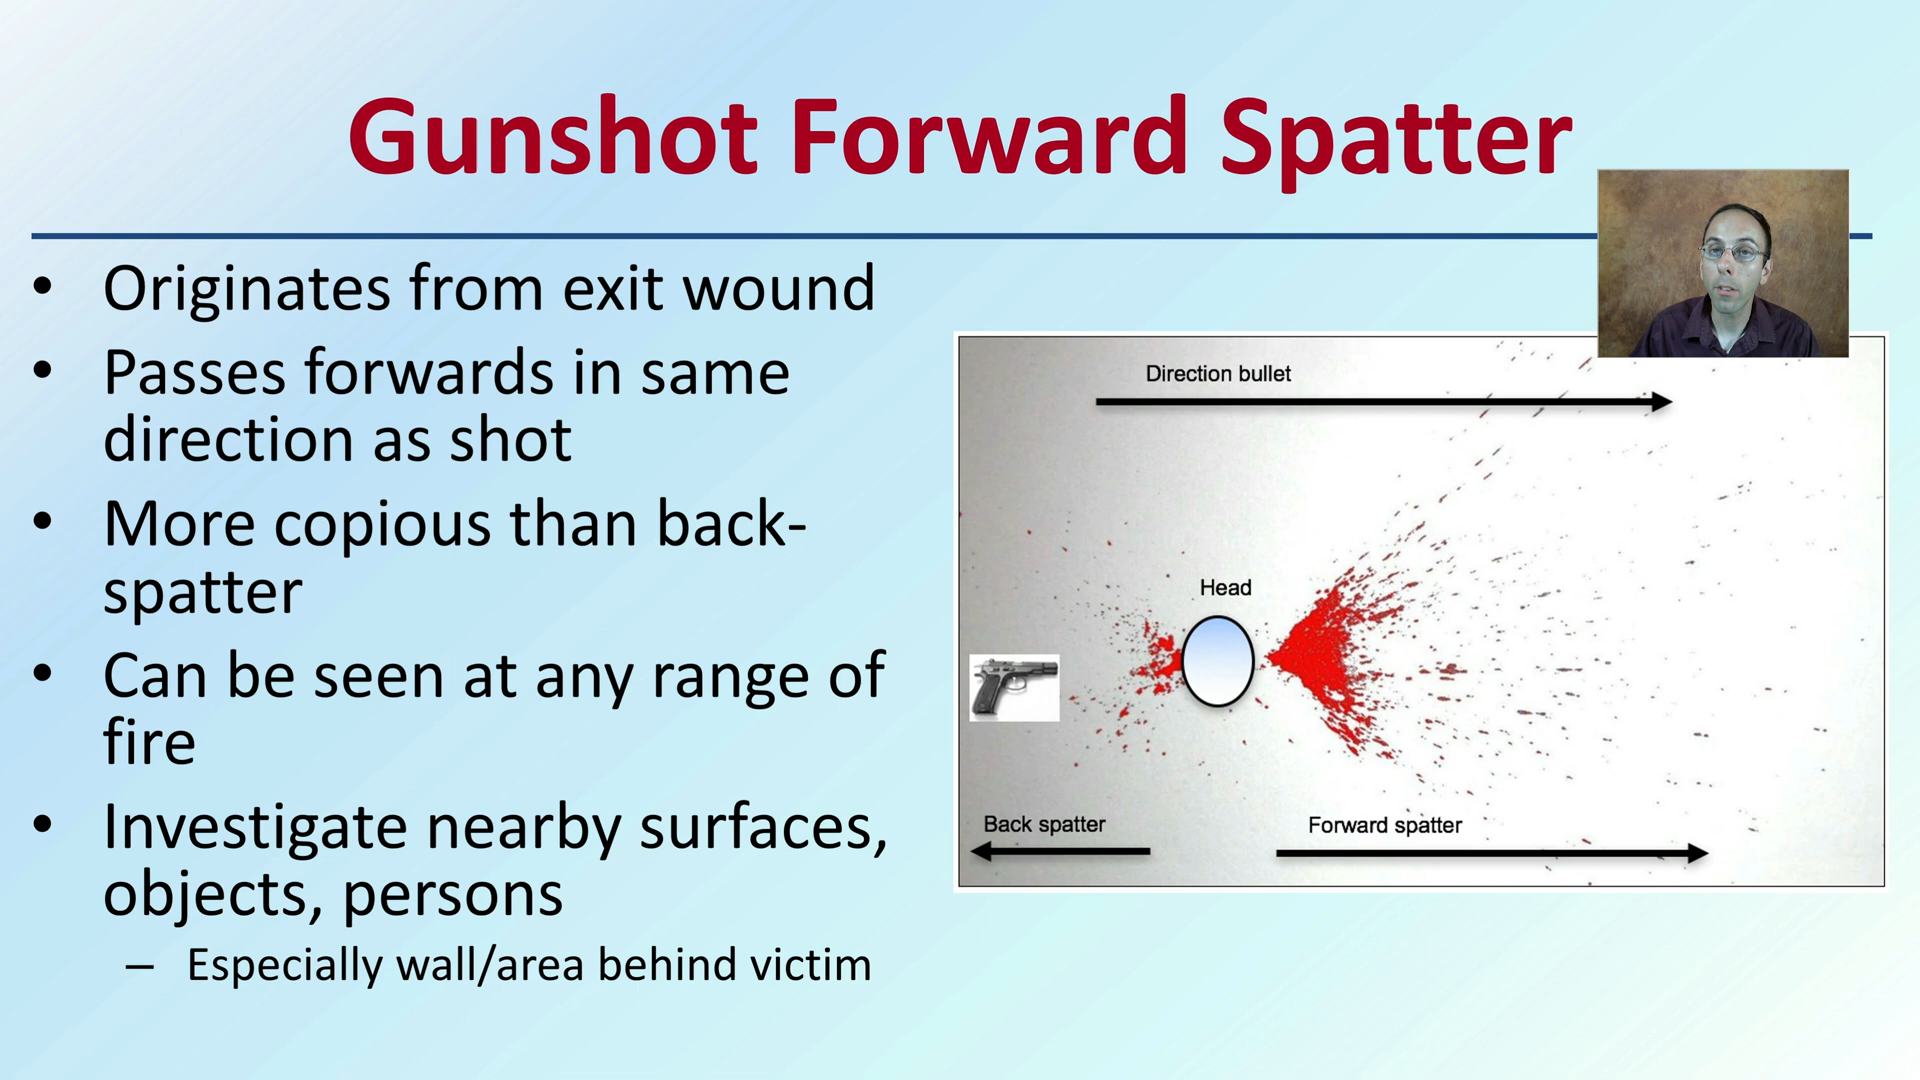 Gunshot Forward Spatter
• Originates from exit wound
• Passes forwards in same
direction as shot
• More copious than back-
spatter
• Can be seen at any range of
fire
• Investigate nearby surfaces,
objects, persons
– Especially wall/area behind victim
Direction bullet
Head
Back spatter
Forward spatter